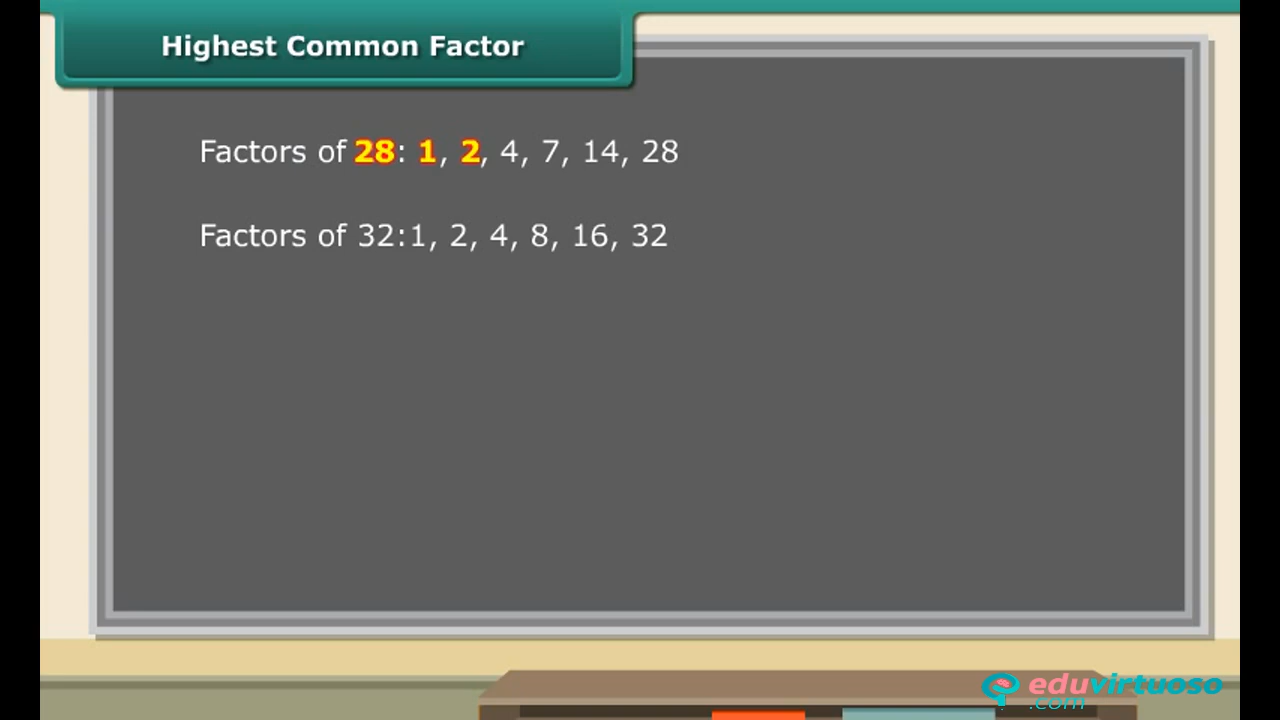 Highest Common Factor
Factors of 28: 1, 2, 4, 7, 14, 28
Factors of 32:1, 2, 4, 8, 16, 32
eduvirtuoso
.com